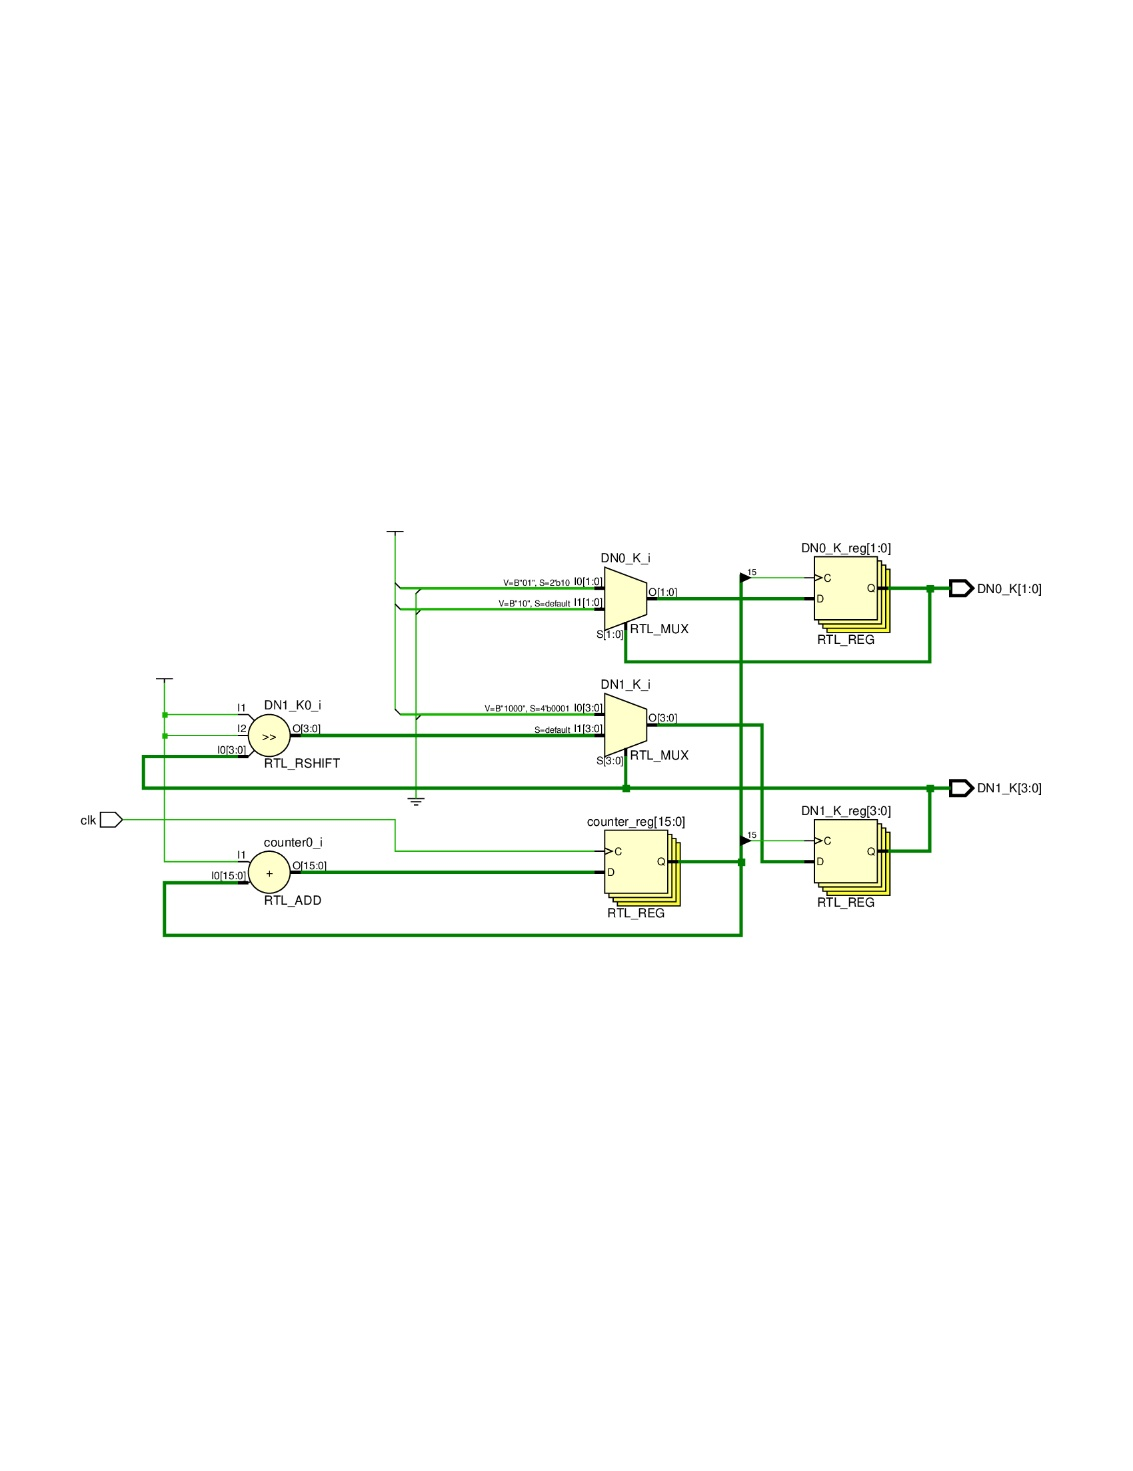 DN0_K_i
V=B"01", S=2'b10 I0[1:0]
V=B"10", S=default I1[1:0]
O[1:0]
S[1:0]
RTL_MUX
DN0_K_reg[1:0]
15
C
D
Q
RTL_REG
DN0_K[1:0]
DN1_K0_i
I1
I2
I0[3:0]
>>
O[3:0]
RTL_RSHIFT
DN1_K_i
V=B"1000", S=4'b0001 I0[3:0]
S=default I1[3:0]
O[3:0]
S[3:0]
RTL_MUX
DN1_K[3:0]
clk
counter0_i
I1
I0[15:0]
+
O[15:0]
RTL_ADD
counter_reg[15:0]
C
D
Q
RTL_REG
DN1_K_reg[3:0]
15
C
D
Q
RTL_REG